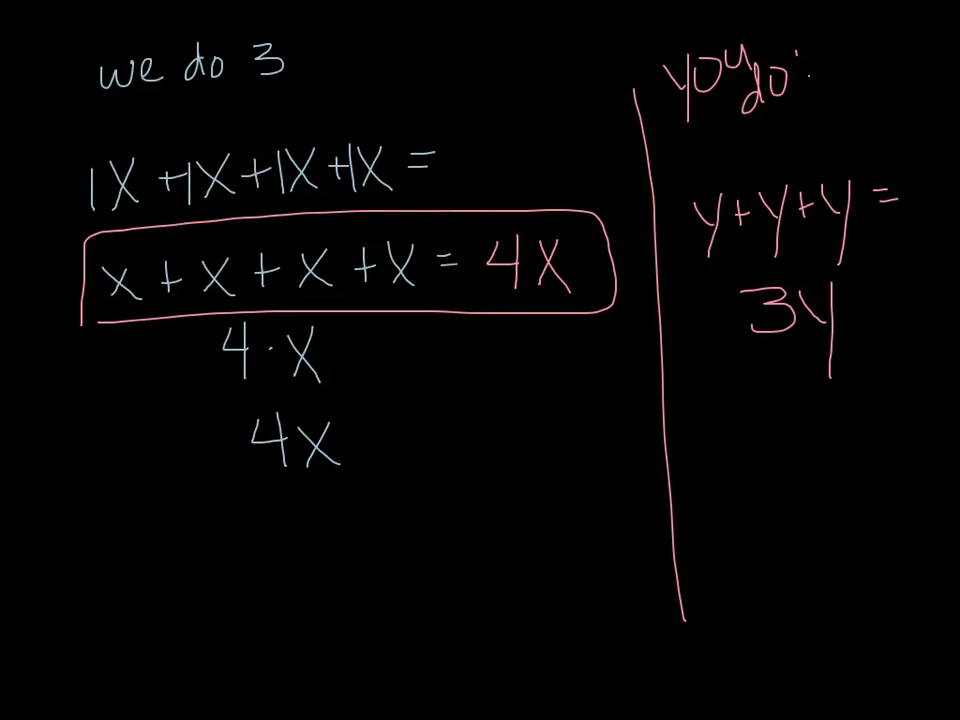 we do 3
1X + 1X + 1X + 1X =
x + x + x + x = 4X
4 · X
4x
you do:
y + y + y =
3y